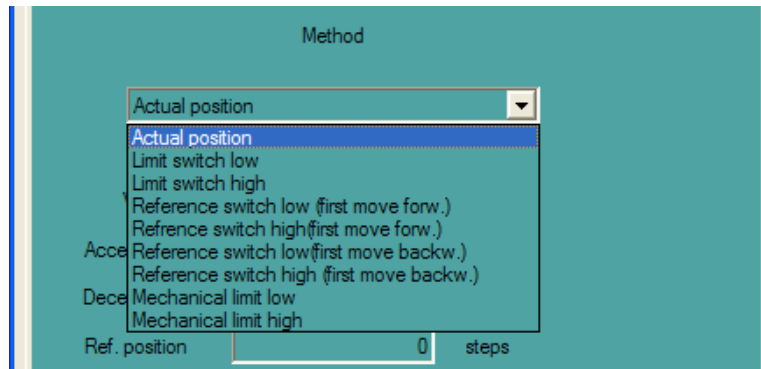 Method
Actual position
Actual position
Limit switch low
Limit switch high
Reference switch low (first move forw.)
Refrence switch high(first move forw.)
Acce Reference switch low(first move backw.)
Reference switch high (first move backw.)
Dece Mechanical limit low
Mechanical limit high
Ref. position 0 steps